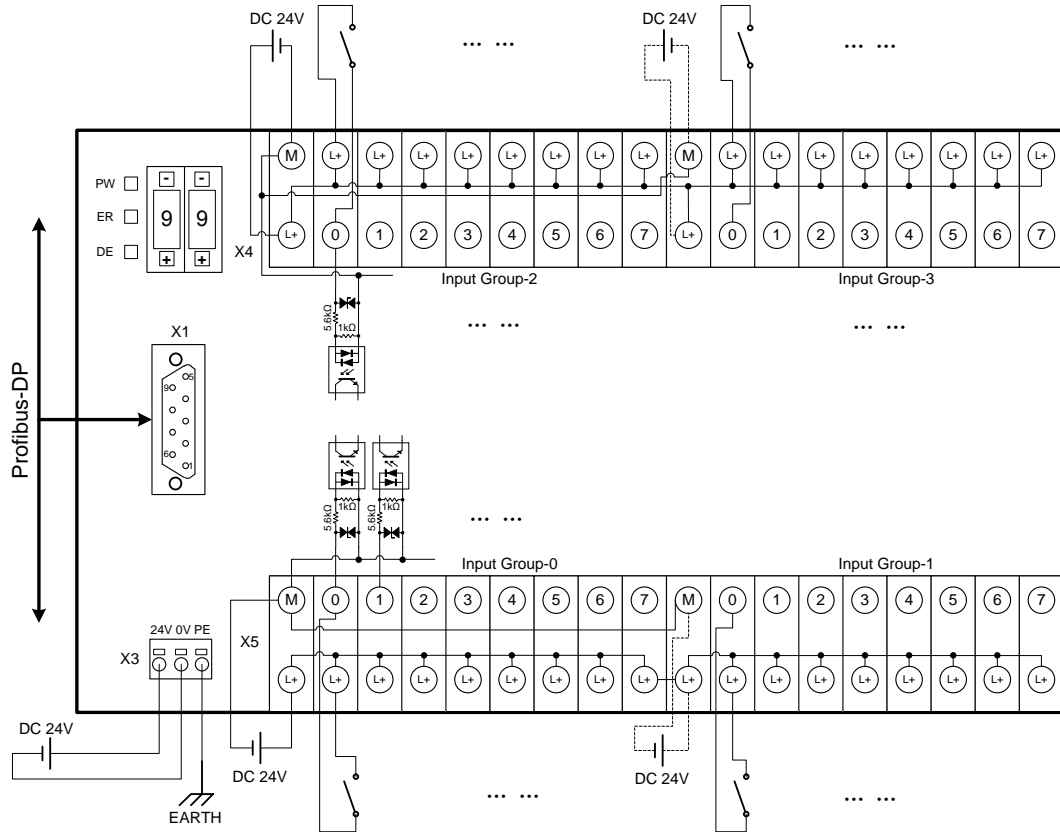 DC 24V ... ... DC 24V ... ...
M L+ L+ L+ L+ L+ L+ L+ L+ M L+ L+ L+ L+ L+ L+ L+ L+
PW - -
ER 9 9
DE + +
X4 L+ 0 1 2 3 4 5 6 7 L+ 0 1 2 3 4 5 6 7
Input Group-2 Input Group-3
5.6kΩ 1kΩ ... ... ... ...
X1
9 5
6 1
Profibus-DP
5.6kΩ 1kΩ 5.6kΩ 1kΩ ... ...
Input Group-0 Input Group-1
M 0 1 2 3 4 5 6 7 M 0 1 2 3 4 5 6 7
24V 0V PE
X3 X5
L+ L+ L+ L+ L+ L+ L+ L+ L+ L+ L+ L+ L+ L+ L+ L+ L+ L+
DC 24V
DC 24V DC 24V
... ... ... ...
EARTH